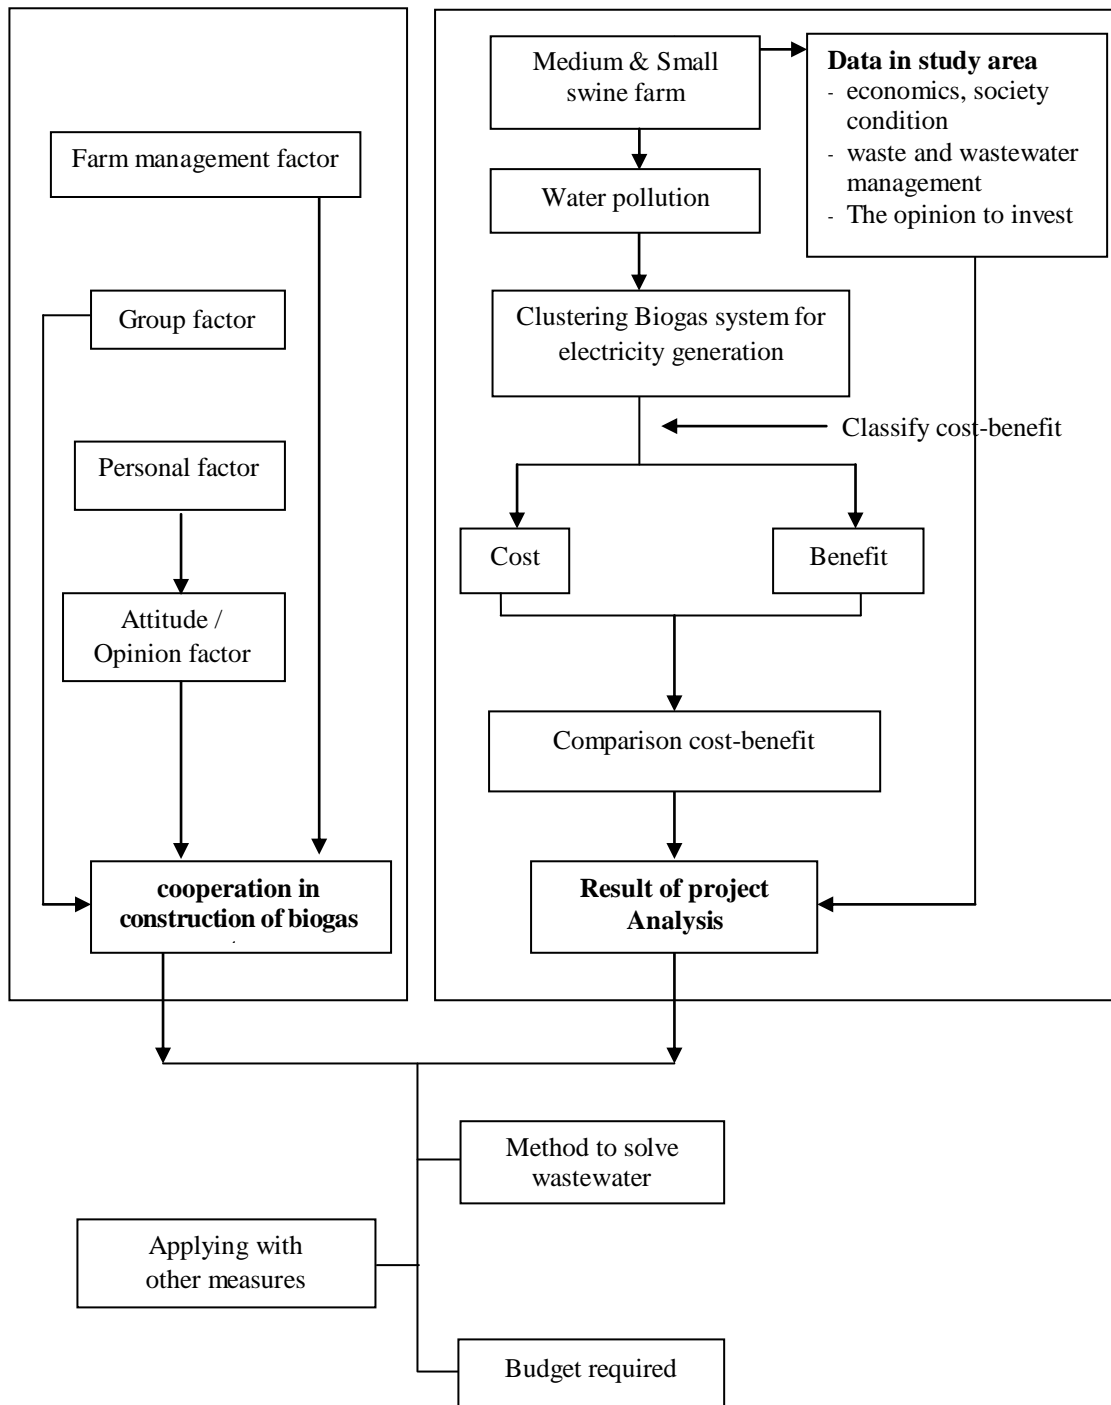 Farm management factor
Group factor
Personal factor
Attitude /
Opinion factor
cooperation in
construction of biogas
Medium & Small
swine farm
Data in study area
- economics, society
condition
- waste and wastewater
management
- The opinion to invest
Water pollution
Clustering Biogas system for
electricity generation
Classify cost-benefit
Cost
Benefit
Comparison cost-benefit
Result of project
Analysis
Method to solve
wastewater
Applying with
other measures
Budget required